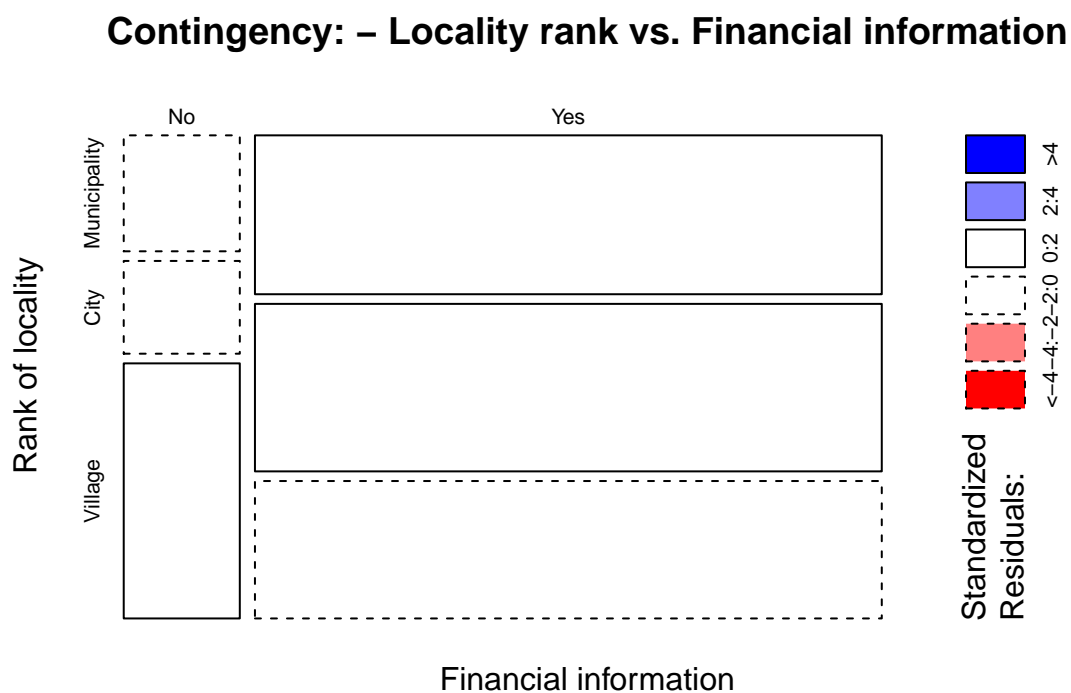 Contingency: – Locality rank vs. Financial information
No
Yes
Municipality
City
Village
Rank of locality
Financial information
Standardized
Residuals:
<−4
−4:−2
−2:0
0:2
2:4
>4